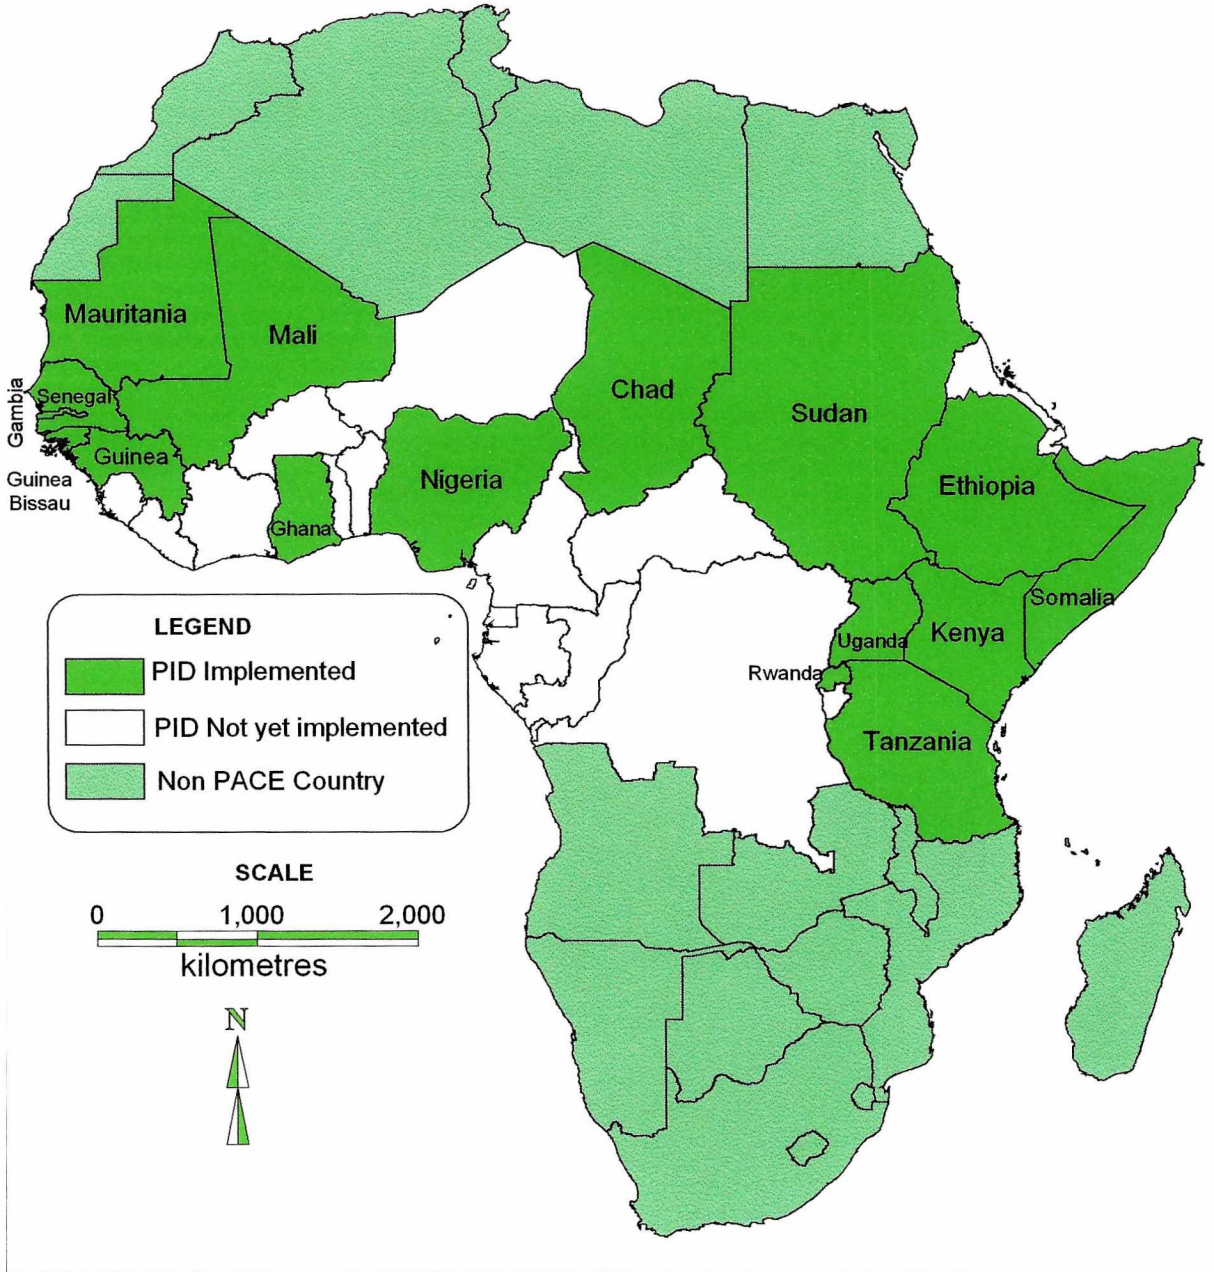 Mauritania
Mali
Chad
Sudan
Gambia
Senegal
Guinea
Guinea
Bissau
Nigeria
Ghana
Ethiopia
Somalia
Uganda
Kenya
Rwanda
Tanzania
LEGEND
PID Implemented
PID Not yet implemented
Non PACE Country
SCALE
0 1,000 2,000
kilometres
N